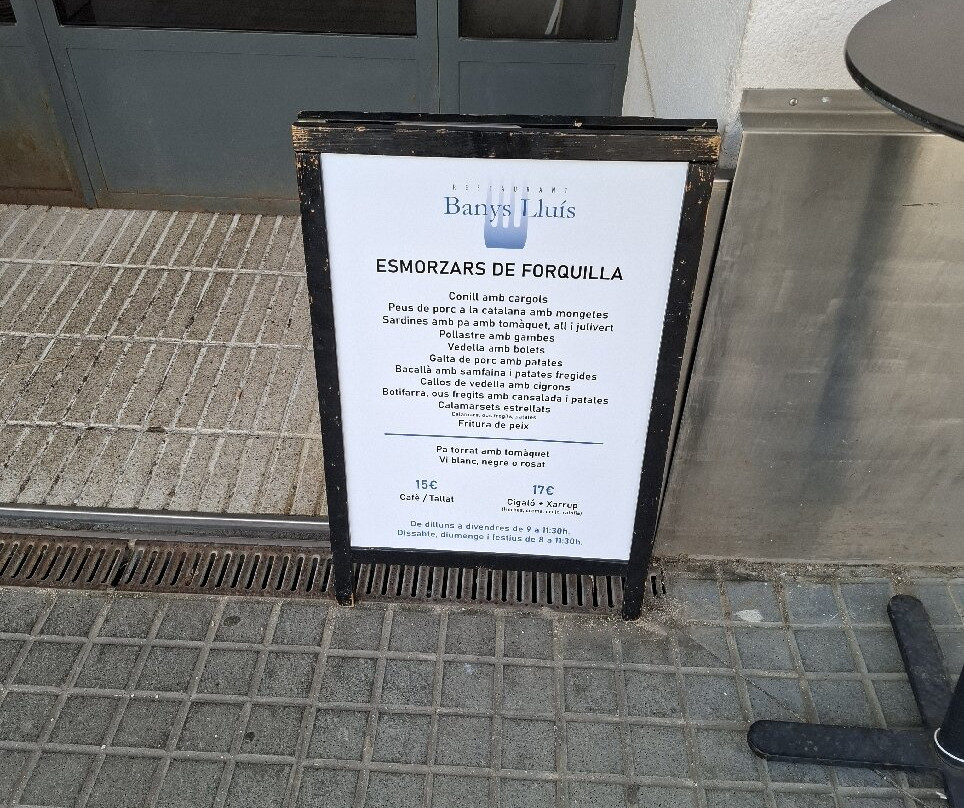 RESTAURANT
Banys Lluís
ESMORZARS DE FORQUILLA
Conill amb cargols
Peus de porc a la catalana amb mongetes
Sardines amb pa amb tomàquet, all i julivert
Pollastre amb gambes
Vedella amb bolets
Galta de porc amb patates
Bacallà amb samfaina i patates fregides
Callos de vedella amb cigrons
Botifarra, ous fregits amb cansalada i patates
Calamarsets estrellats
Calamars, ous fregits, patates
Fritura de peix
Pa torrat amb tomàquet
Vi blanc, negre o rosat
15€
Cafè / Tallat
17€
Cigaló + Xarrup
De dilluns a divendres de 9 a 11:30h.
Dissabte, diumenge i festius de 8 a 11:30h.